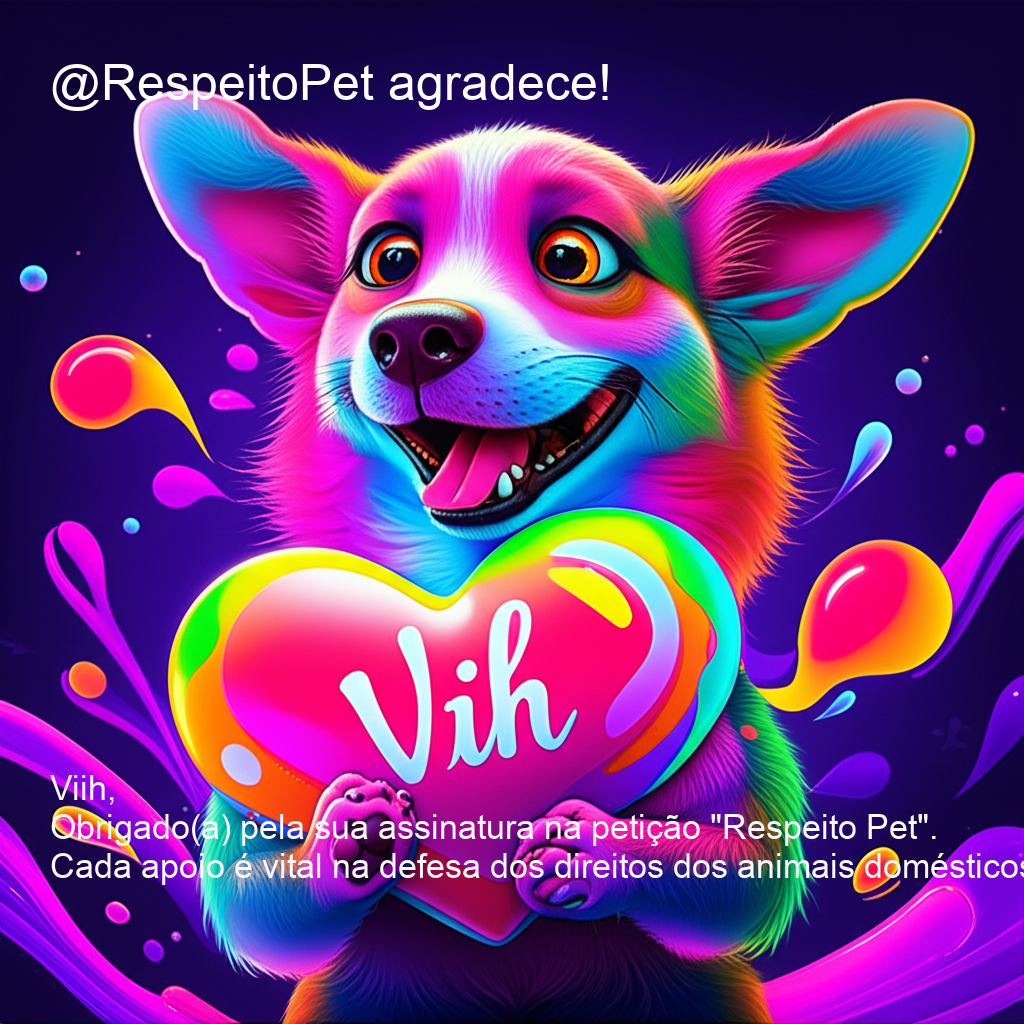 @RespeitoPet agradece!
Vih
Viih,
Obrigado(a) pela sua assinatura na petição "Respeito Pet".
Cada apoio é vital na defesa dos direitos dos animais domésticos